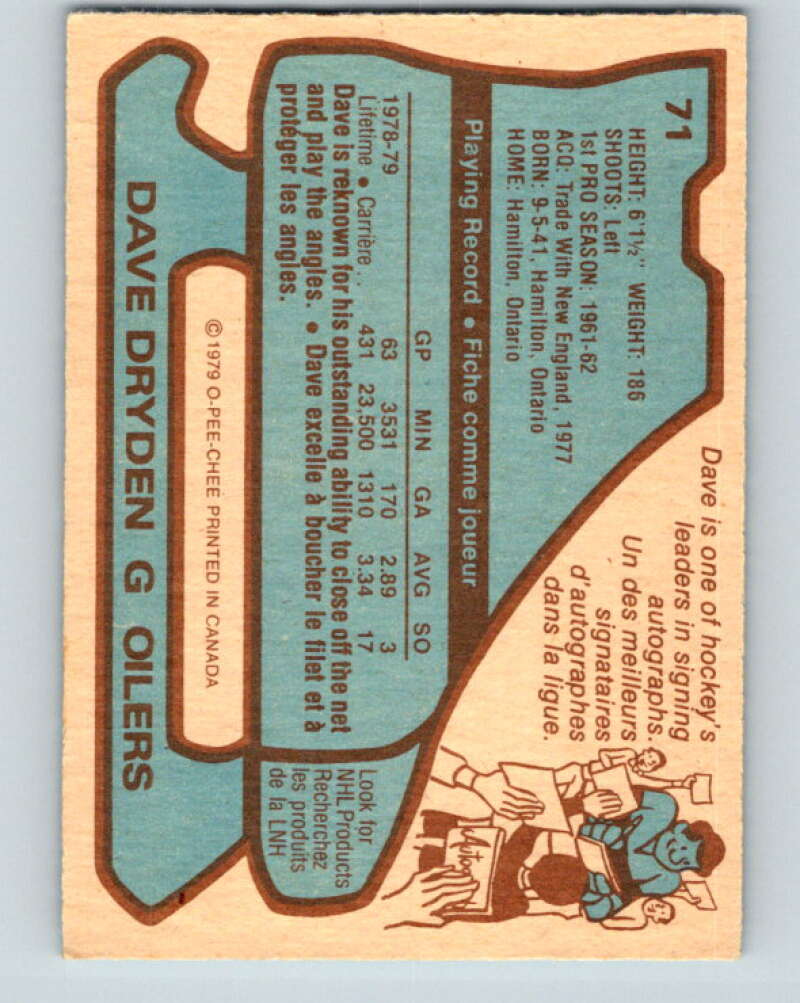 71
HEIGHT: 6'1½" WEIGHT: 186
SHOOTS: Left
1st PRO SEASON: 1961-62
ACQ: Trade With New England, 1977
BORN: 9-5-41, Hamilton, Ontario
HOME: Hamilton, Ontario
Dave is one of hockey's
leaders in signing
autographs.
Un des meilleurs
signataires
d'autographes
dans la ligue.
Playing Record • Fiche comme joueur
GP MIN GA AVG SO
1978-79 63 3531 170 2.89 3
Lifetime • Carrière .. 431 23,500 1310 3.34 17
Dave is reknown for his outstanding ability to close off the net
and play the angles. • Dave excelle à boucher le filet et à
protéger les angles.
Autog
Look for
NHL Products
Recherchez
les produits
de la LNH
© 1979 O-PEE-CHEE PRINTED IN CANADA
DAVE DRYDEN G OILERS